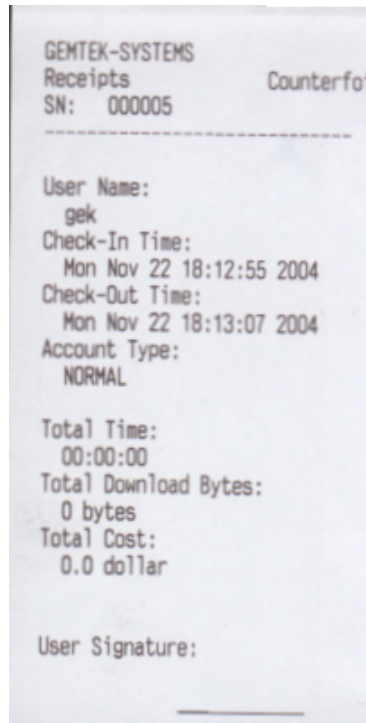 GEMTEK-SYSTEMS
Receipts Counterfoi
SN: 000005
------------------------------
User Name:
gek
Check-In Time:
Mon Nov 22 18:12:55 2004
Check-Out Time:
Mon Nov 22 18:13:07 2004
Account Type:
NORMAL
Total Time:
00:00:00
Total Download Bytes:
0 bytes
Total Cost:
0.0 dollar
User Signature: